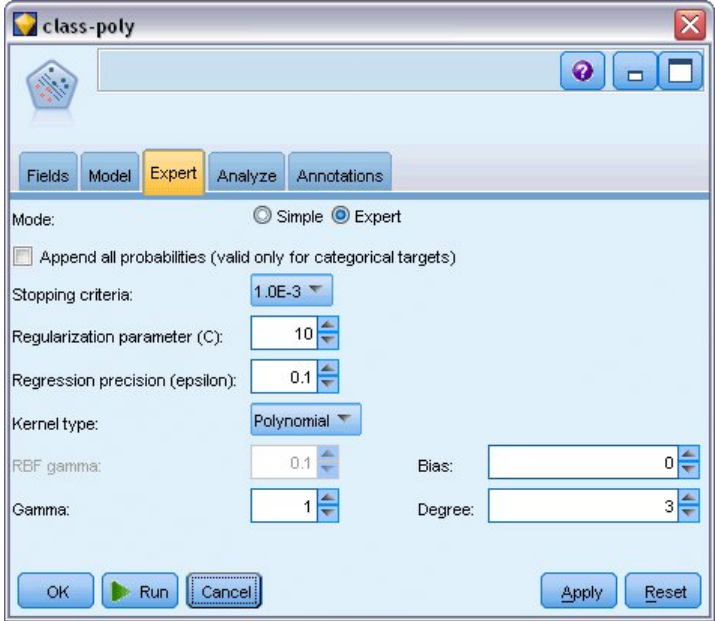 class-poly
Fields Model Expert Analyze Annotations
Mode: Simple Expert
Append all probabilities (valid only for categorical targets)
Stopping criteria: 1.0E-3
Regularization parameter (C): 10
Regression precision (epsilon): 0.1
Kernel type: Polynomial
RBF gamma: 0.1 Bias: 0
Gamma: 1 Degree: 3
OK Run Cancel Apply Reset